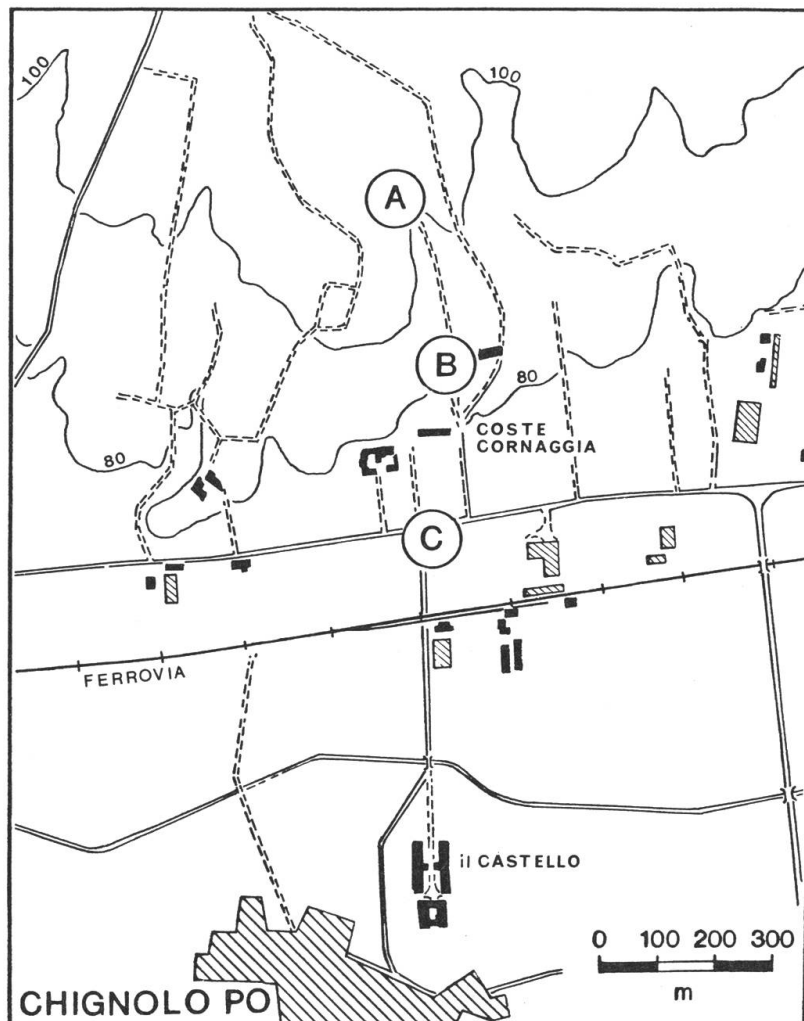 100
100
A
B
80
COSTE
CORNAGGIA
80
C
FERROVIA
il CASTELLO
0 100 200 300
m
CHIGNOLO PO